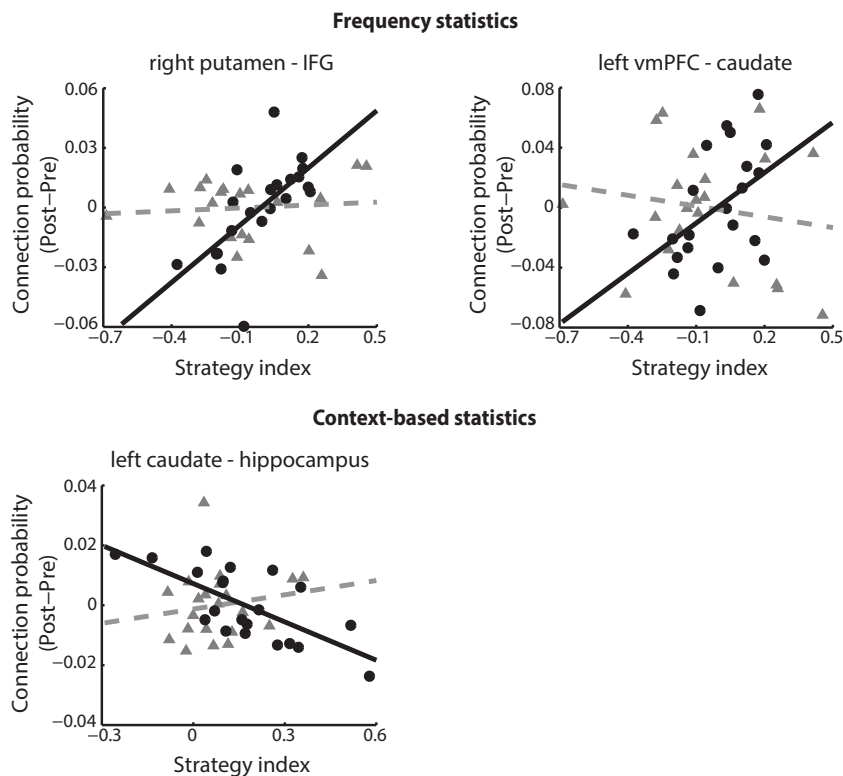 Frequency statistics
right putamen - IFG
Connection probability
(Post−Pre)
0.06
0.03
0
−0.03
−0.06
−0.7
−0.4
−0.1
0.2
0.5
Strategy index
left vmPFC - caudate
Connection probability
(Post−Pre)
0.08
0.04
0
−0.04
−0.08
−0.7
−0.4
−0.1
0.2
0.5
Strategy index
Context-based statistics
left caudate - hippocampus
Connection probability
(Post−Pre)
0.04
0.02
0
−0.02
−0.04
−0.3
0
0.3
0.6
Strategy index